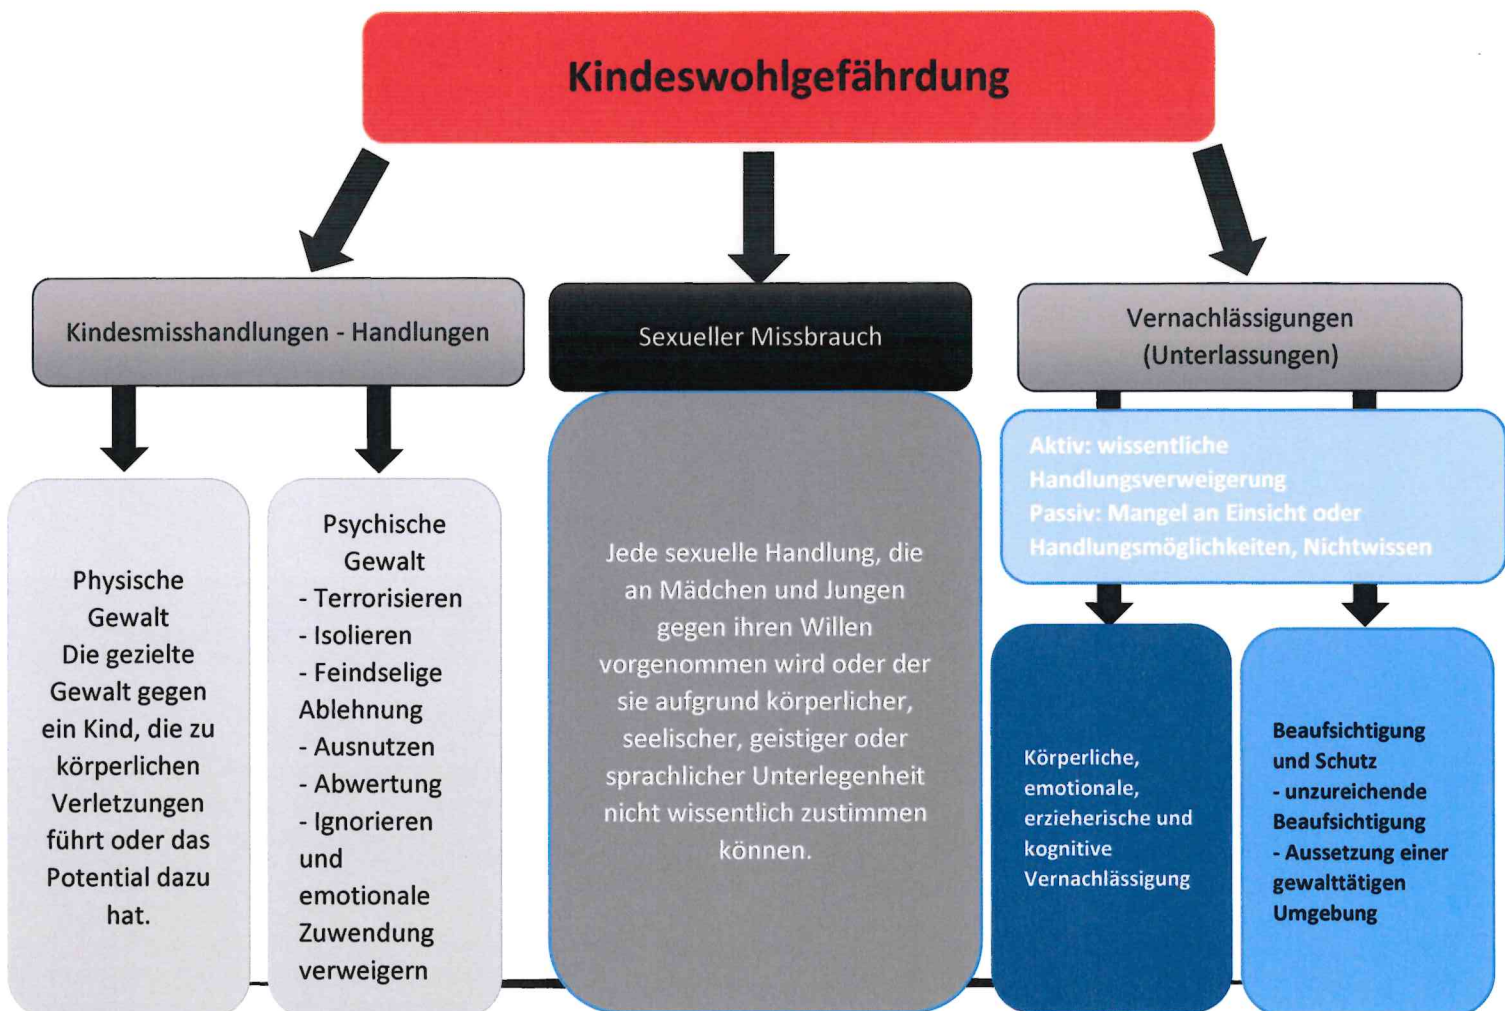 Kindeswohlgefährdung
Kindesmisshandlungen - Handlungen
Physische
Gewalt
Die gezielte
Gewalt gegen
ein Kind, die zu
körperlichen
Verletzungen
führt oder das
Potential dazu
hat.
Psychische
Gewalt
- Terrorisieren
- Isolieren
- Feindselige
Ablehnung
- Ausnutzen
- Abwertung
- Ignorieren
und
emotionale
Zuwendung
verweigern
Sexueller Missbrauch
Jede sexuelle Handlung, die
an Mädchen und Jungen
gegen ihren Willen
vorgenommen wird oder der
sie aufgrund körperlicher,
seelischer, geistiger oder
sprachlicher Unterlegenheit
nicht wissentlich zustimmen
können.
Vernachlässigungen
(Unterlassungen)
Aktiv: wissentliche
Handlungsverweigerung
Passiv: Mangel an Einsicht oder
Handlungsmöglichkeiten, Nichtwissen
Körperliche,
emotionale,
erzieherische und
kognitive
Vernachlässigung
Beaufsichtigung
und Schutz
- unzureichende
Beaufsichtigung
- Aussetzung einer
gewalttätigen
Umgebung